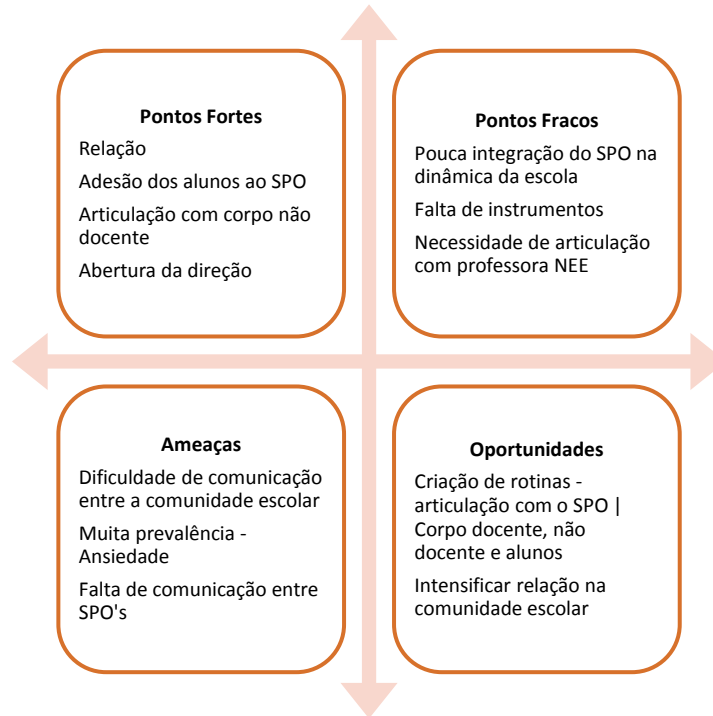 Pontos Fortes
Relação
Adesão dos alunos ao SPO
Articulação com corpo não
docente
Abertura da direção
Pontos Fracos
Pouca integração do SPO na
dinâmica da escola
Falta de instrumentos
Necessidade de articulação
com professora NEE
Ameaças
Dificuldade de comunicação
entre a comunidade escolar
Muita prevalência -
Ansiedade
Falta de comunicação entre
SPO's
Oportunidades
Criação de rotinas -
articulação com o SPO |
Corpo docente, não
docente e alunos
Intensificar relação na
comunidade escolar